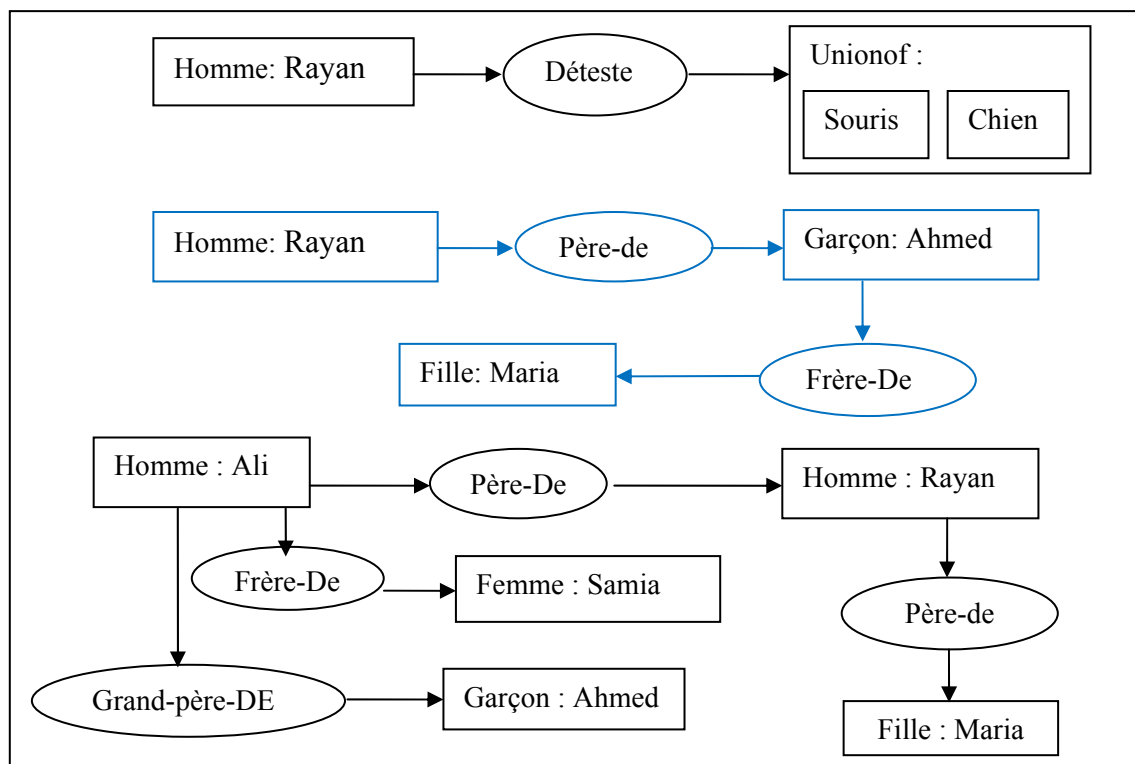 Homme: Rayan
Déteste
Unionof :
Souris
Chien
Homme: Rayan
Père-de
Garçon: Ahmed
Fille: Maria
Frère-De
Homme : Ali
Père-De
Homme : Rayan
Frère-De
Femme : Samia
Père-de
Grand-père-DE
Garçon : Ahmed
Fille : Maria